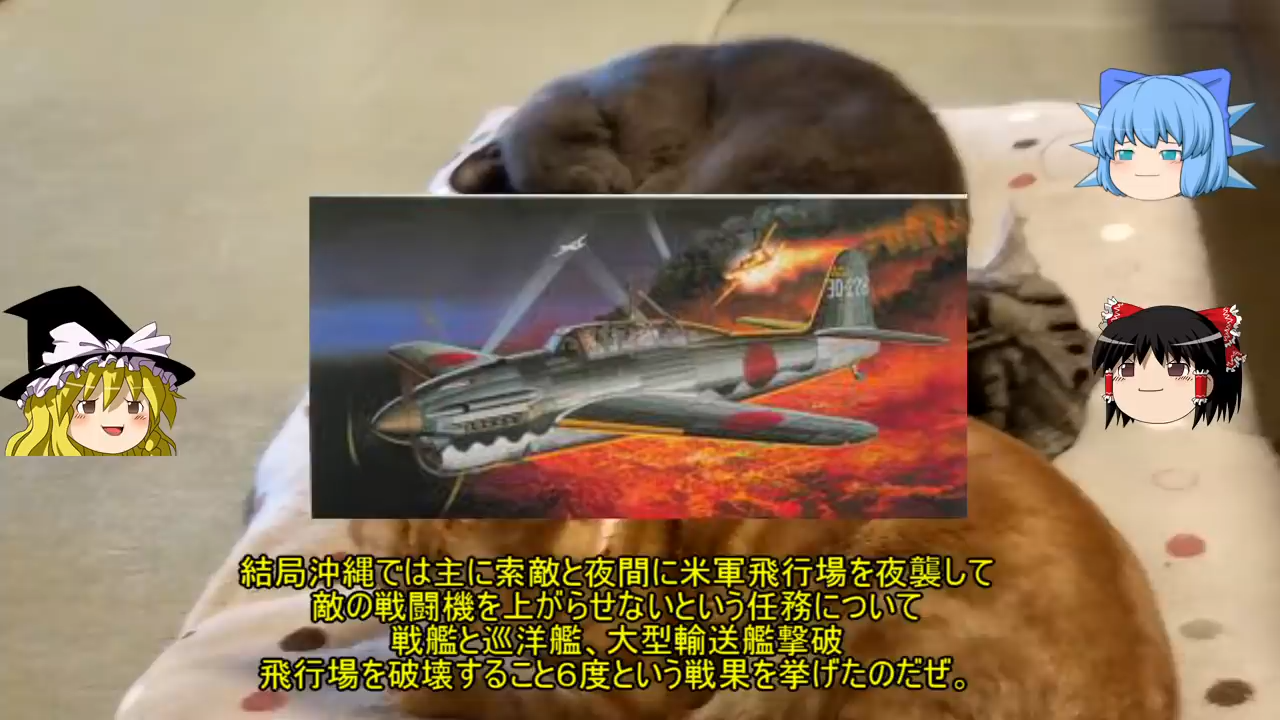 結局沖縄では主に索敵と夜間に米軍飛行場を夜襲して
敵の戦闘機を上がらせないという任務について
戦艦と巡洋艦、大型輸送艦撃破
飛行場を破壊すること6度という戦果を挙げたのだぜ。